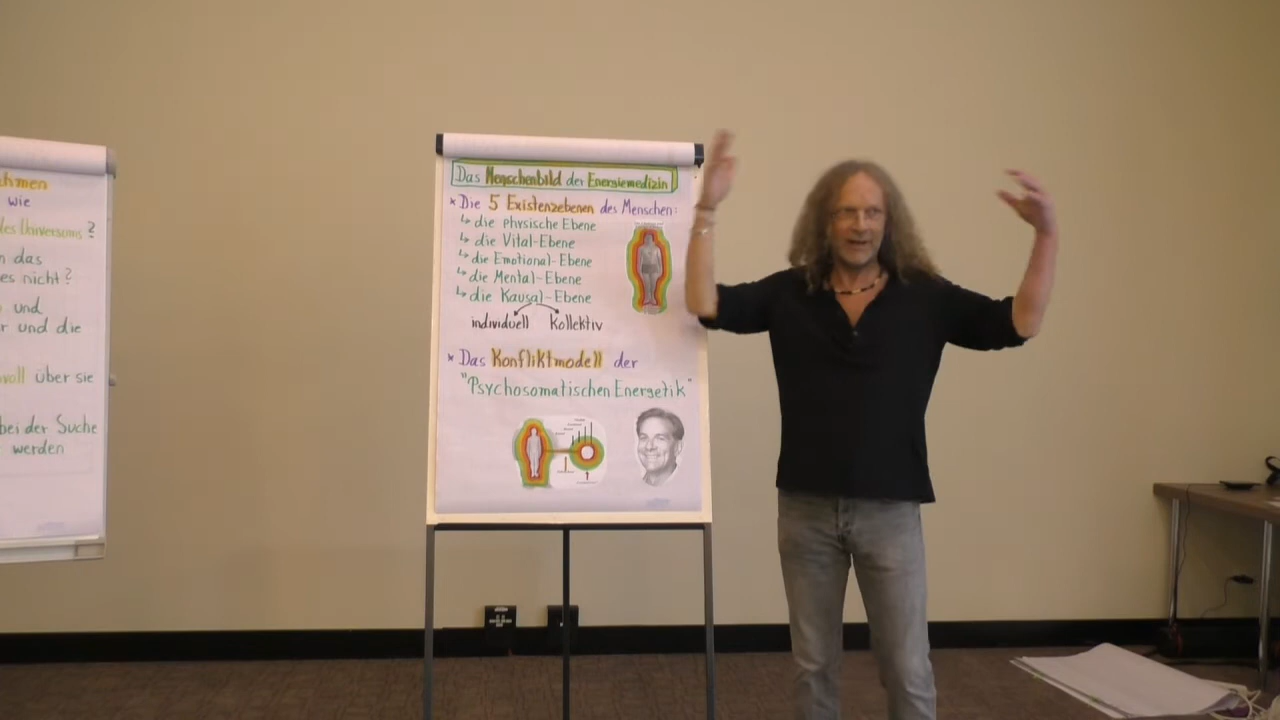 ahmen
wie
des Universums?
n das
es nicht?
und
r und die
voll über sie
bei der Suche
werden
Das Menschenbild der Energiemedizin
* Die 5 Existenzebenen des Menschen:
↳ die physische Ebene
↳ die Vital-Ebene
↳ die Emotional-Ebene
↳ die Mental-Ebene
↳ die Kausal-Ebene
individuell Kollektiv
* Das Konfliktmodell der
"Psychosomatischen Energetik"